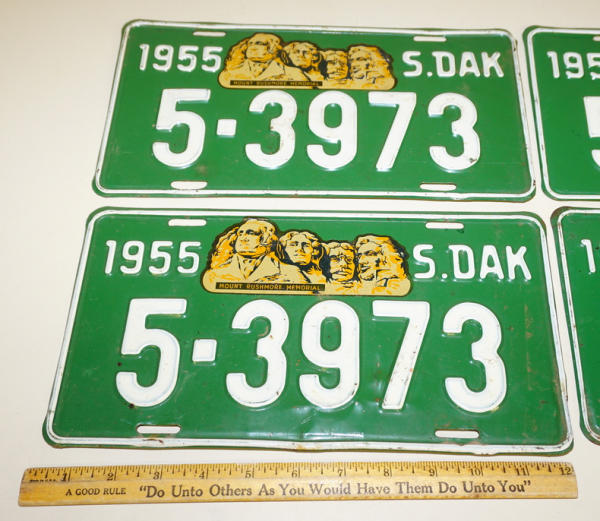 1955 S.DAK
MOUNT RUSHMORE MEMORIAL
5-3973
195
1955 S.DAK
MOUNT RUSHMORE MEMORIAL
5-3973
1 2 3 4 5 6 7 8 9 10 11 12
A GOOD RULE "Do Unto Others As You Would Have Them Do Unto You"